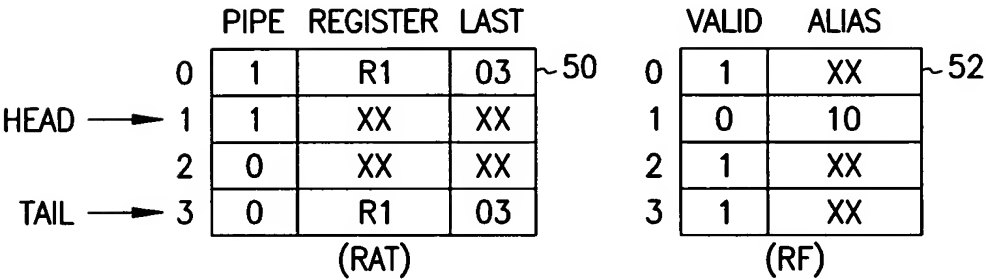 PIPE REGISTER LAST VALID ALIAS
0 1 R1 03 50 0 1 XX 52
HEAD 1 1 XX XX 1 0 10
2 0 XX XX 2 1 XX
TAIL 3 0 R1 03 3 1 XX
(RAT) (RF)